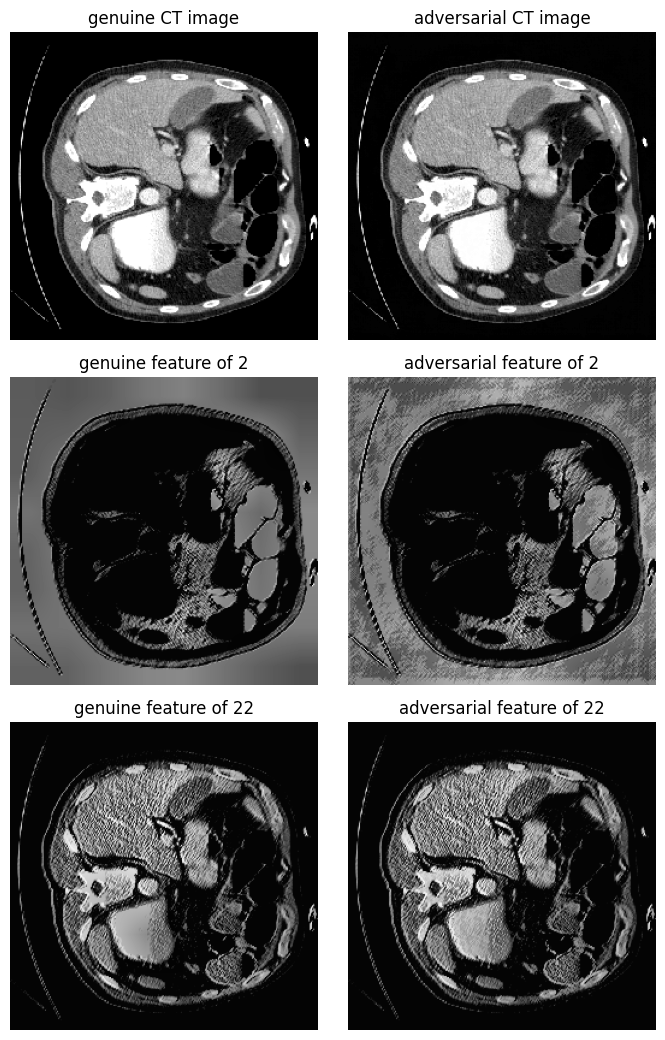 genuine CT image
adversarial CT image
genuine feature of 2
adversarial feature of 2
genuine feature of 22
adversarial feature of 22